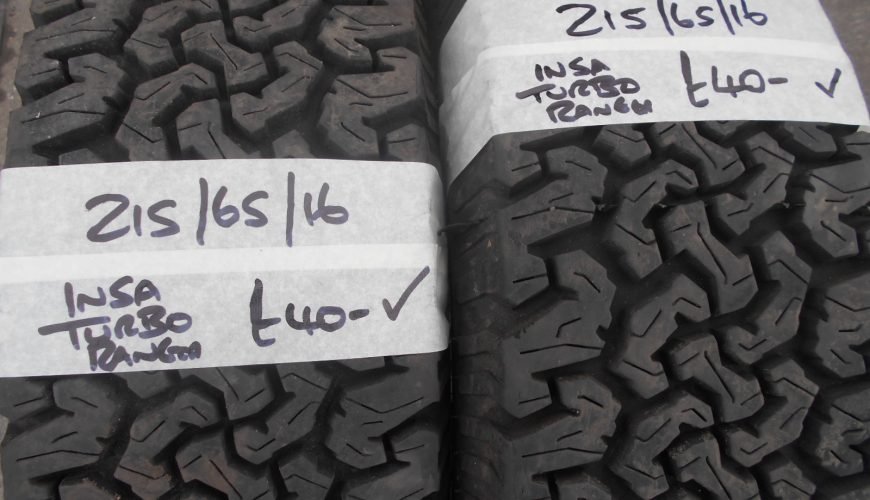 215/65/16
INSA
TURBO
RANGER
£40-✓
215/65/16
INSA
TURBO
RANGER
£40-✓